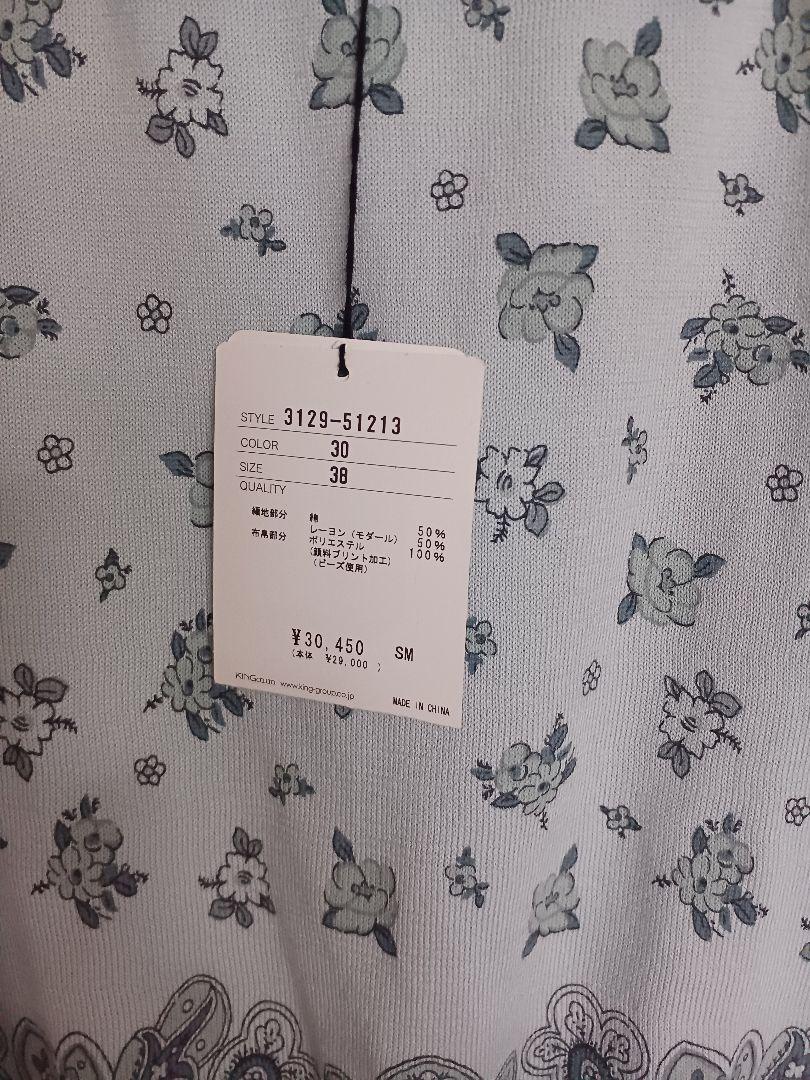 STYLE 3129-51213
COLOR 30
SIZE 38
QUALITY
編地部分 綿 50%
レーヨン（モダール） 50%
布帛部分 ポリエステル 100%
（顔料プリント加工）
（ビーズ使用）
¥30,450 SM
（本体 ¥29,000 ）
KING co.,ltd. www.king-group.co.jp
MADE IN CHINA